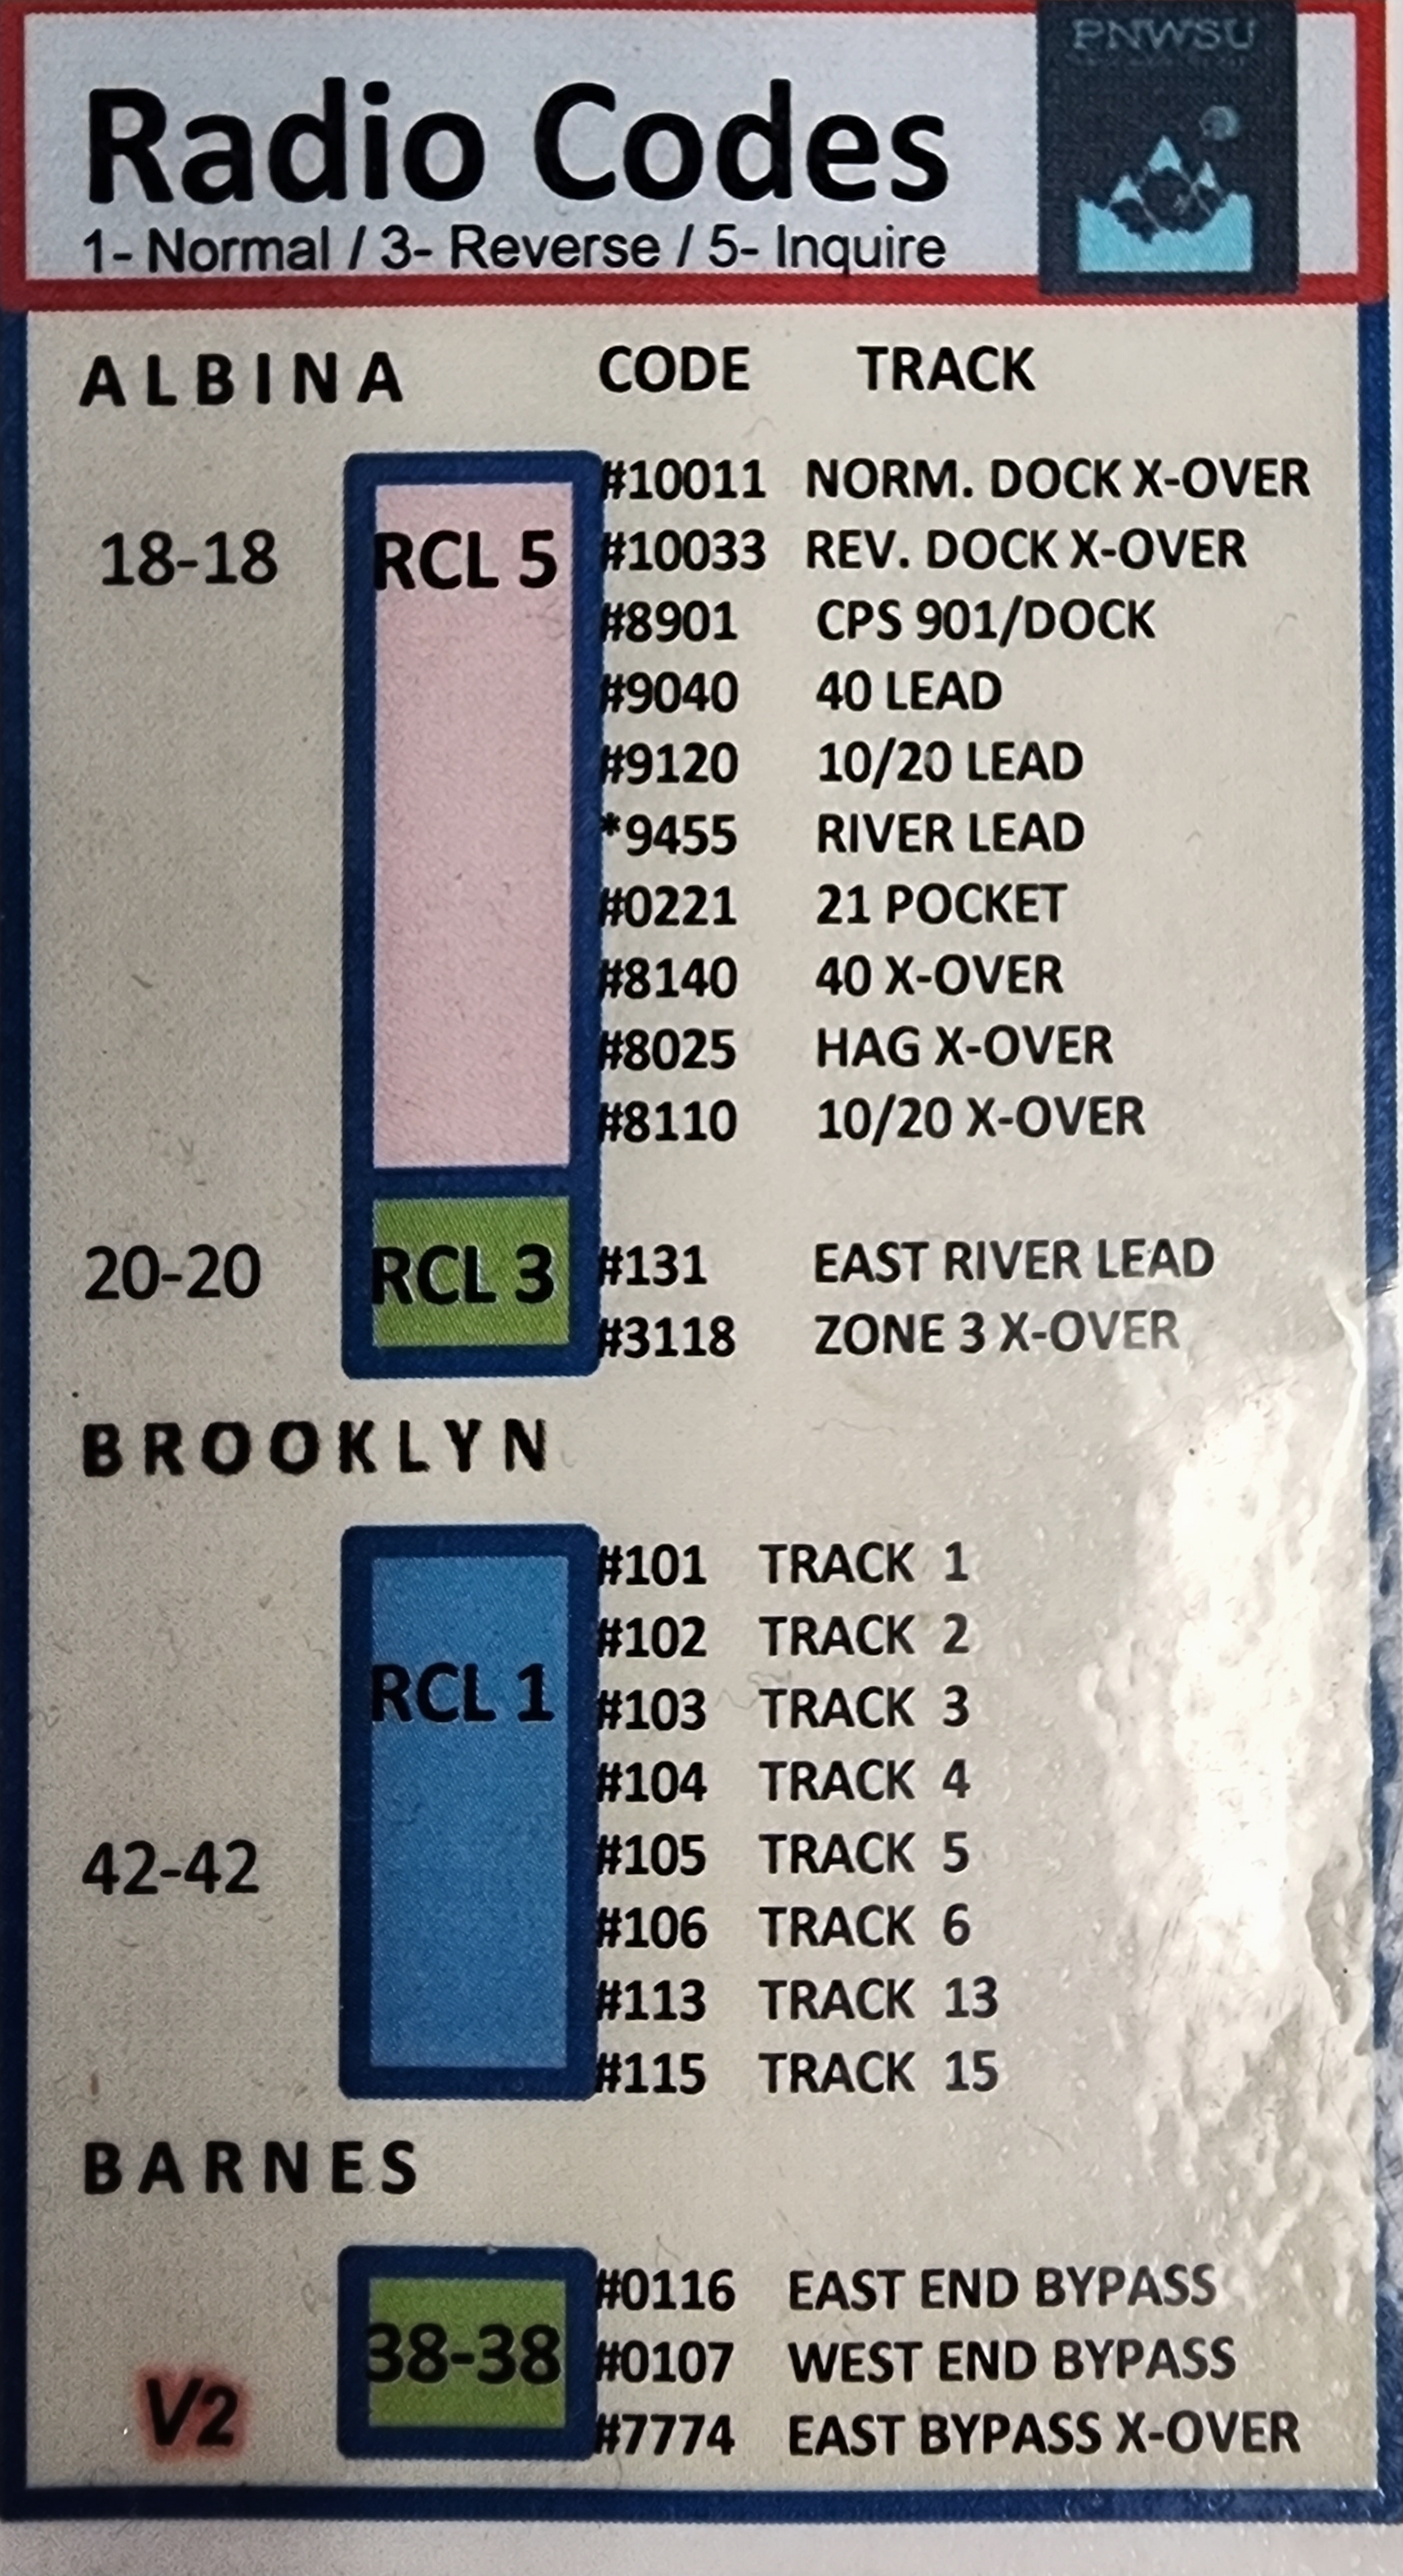 PNWSU
Radio Codes
1- Normal / 3- Reverse / 5- Inquire
ALBINA CODE TRACK
#10011 NORM. DOCK X-OVER
18-18 RCL 5 #10033 REV. DOCK X-OVER
#8901 CPS 901/DOCK
#9040 40 LEAD
#9120 10/20 LEAD
*9455 RIVER LEAD
#0221 21 POCKET
#8140 40 X-OVER
#8025 HAG X-OVER
#8110 10/20 X-OVER
20-20 RCL 3 #131 EAST RIVER LEAD
#3118 ZONE 3 X-OVER
BROOKLYN
#101 TRACK 1
#102 TRACK 2
RCL 1 #103 TRACK 3
#104 TRACK 4
42-42 #105 TRACK 5
#106 TRACK 6
#113 TRACK 13
#115 TRACK 15
BARNES
#0116 EAST END BYPASS
38-38 #0107 WEST END BYPASS
V2 #7774 EAST BYPASS X-OVER